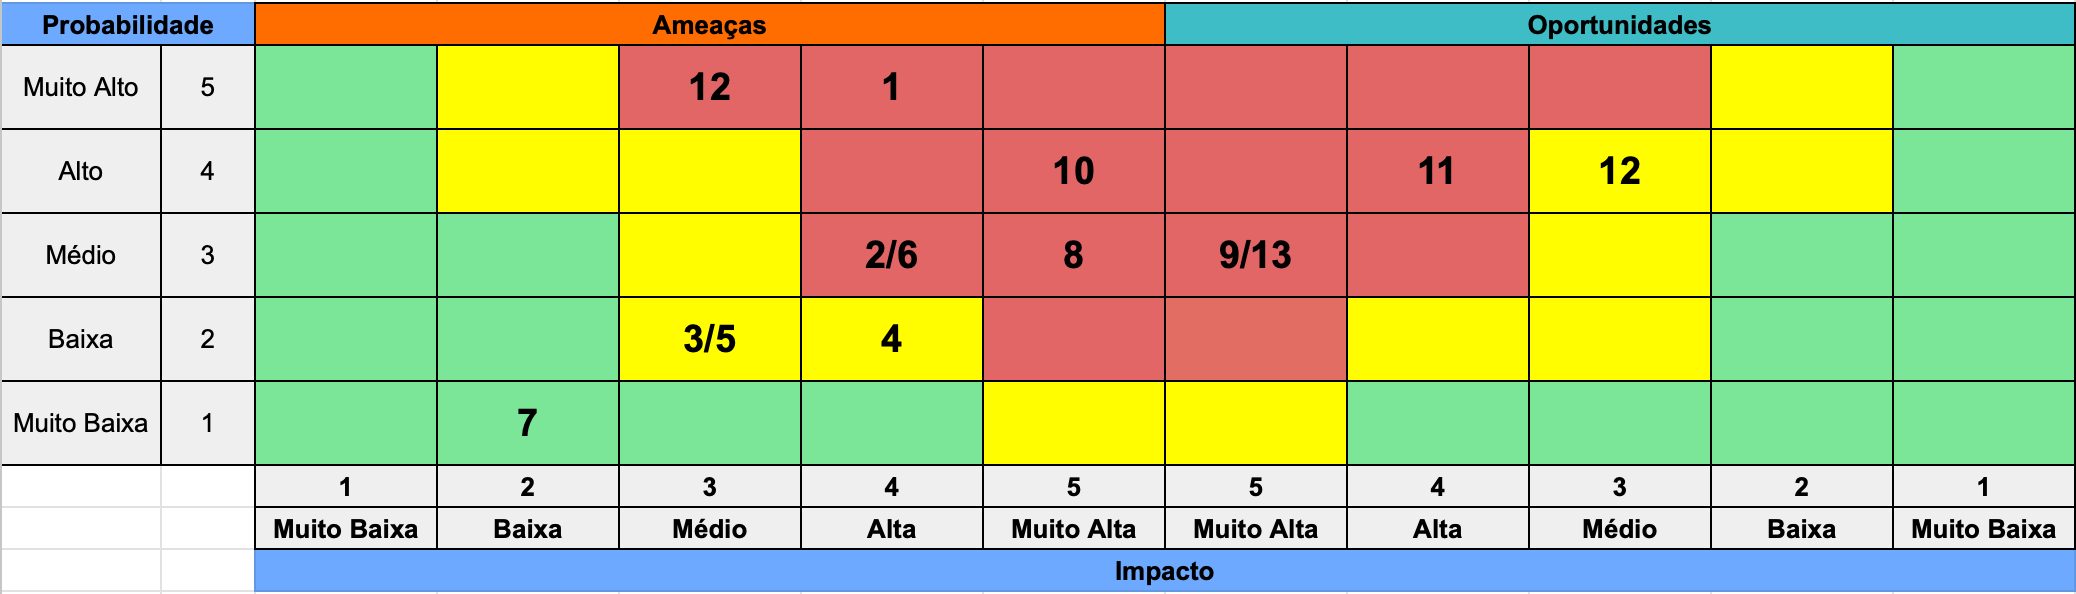 Probabilidade Ameaças Oportunidades
Muito Alto 5 12 1
Alto 4 10 11 12
Médio 3 2/6 8 9/13
Baixa 2 3/5 4
Muito Baixa 1 7
1 2 3 4 5 5 4 3 2 1
Muito Baixa Baixa Médio Alta Muito Alta Muito Alta Alta Médio Baixa Muito Baixa
Impacto